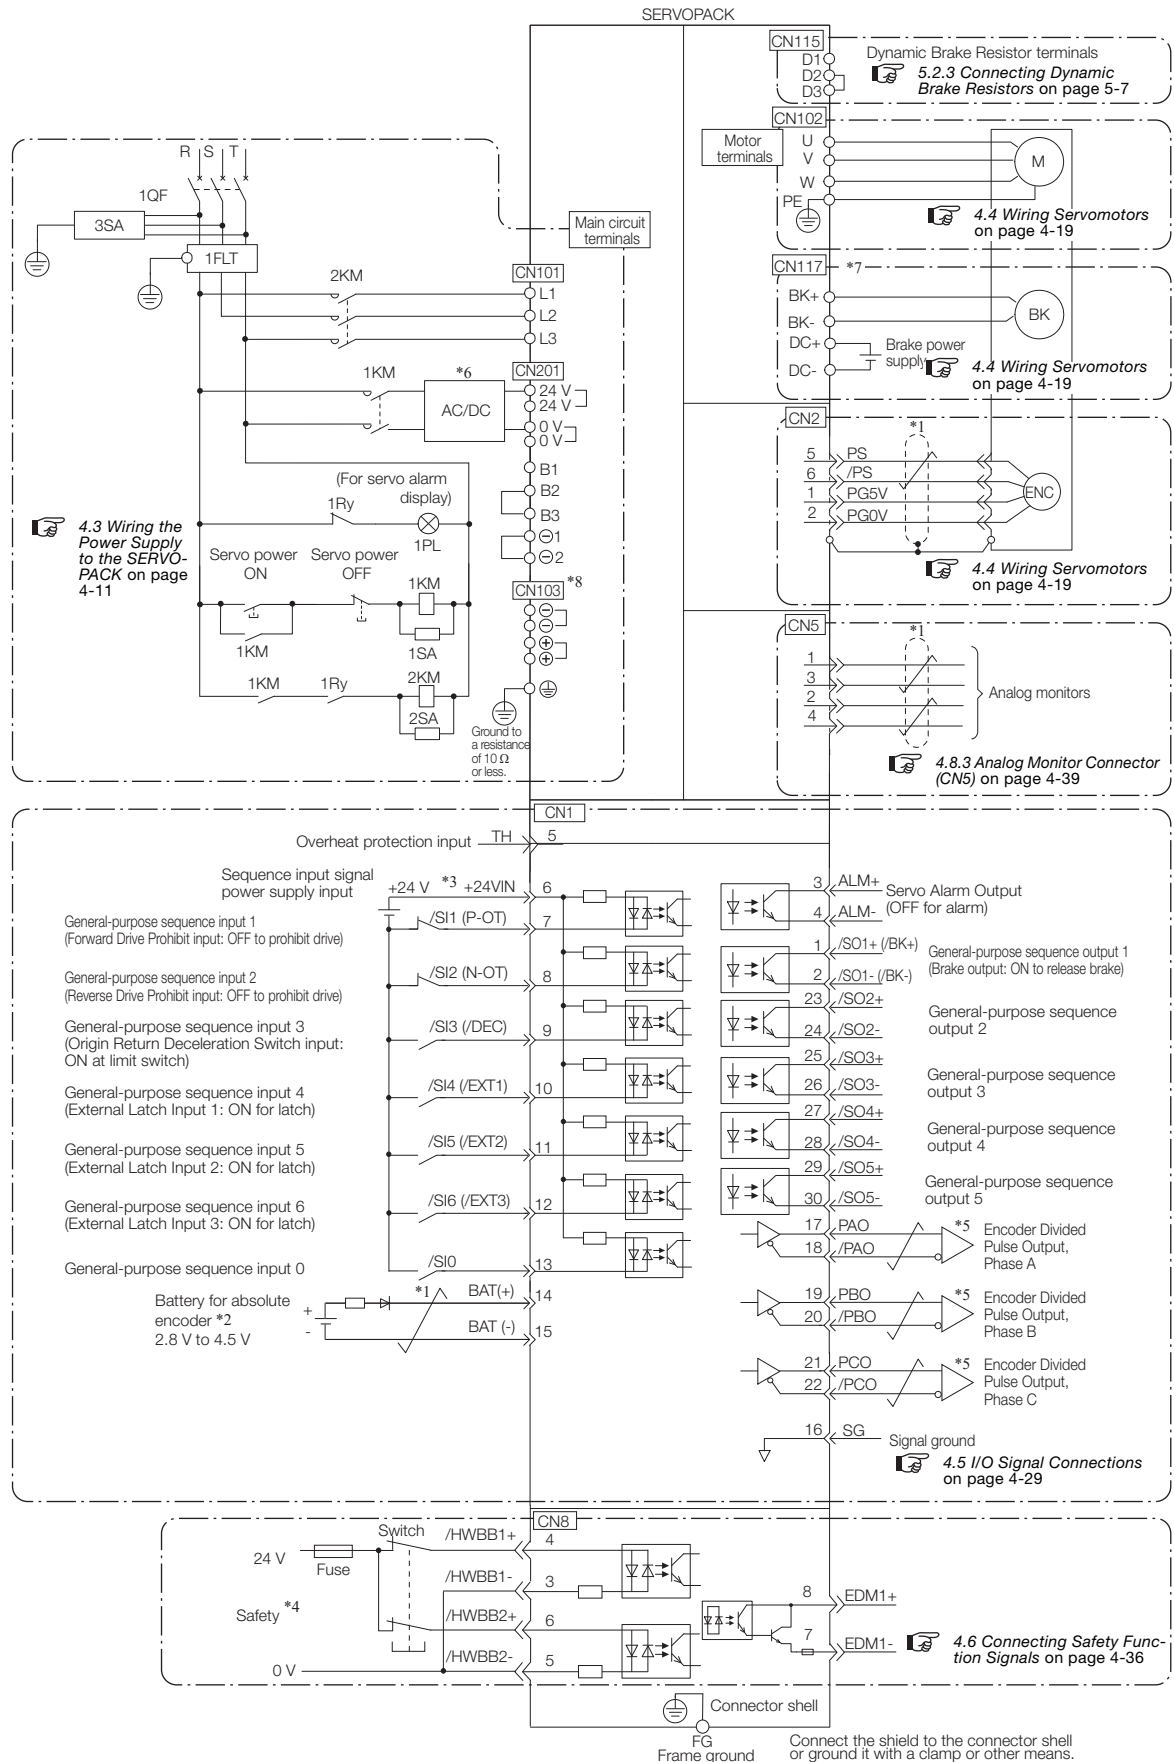 SERVOPACK
CN115
D1
D2
D3
Dynamic Brake Resistor terminals
5.2.3 Connecting Dynamic
Brake Resistors on page 5-7
CN102
Motor
terminals
U
V
W
PE
M
4.4 Wiring Servomotors
on page 4-19
R S T
1QF
3SA
1FLT
Main circuit
terminals
2KM
CN101
L1
L2
L3
CN117 *7
BK+
BK-
DC+
DC-
BK
Brake power
supply
4.4 Wiring Servomotors
on page 4-19
1KM
*6
AC/DC
CN201
24 V
24 V
0 V
0 V
B1
B2
B3
⊖1
⊖2
CN103 *8
⊖
⊖
⊕
⊕
(For servo alarm
display)
1Ry
1PL
4.3 Wiring the
Power Supply
to the SERVO-
PACK on page
4-11
Servo power
ON
Servo power
OFF
1KM
1KM
1SA
1KM
1Ry
2KM
2SA
Ground to
a resistance
of 10 Ω
or less.
CN2
*1
5 PS
6 /PS
1 PG5V
2 PG0V
ENC
4.4 Wiring Servomotors
on page 4-19
CN5
*1
1
3
2
4
Analog monitors
4.8.3 Analog Monitor Connector
(CN5) on page 4-39
CN1
Overheat protection input TH 5
Sequence input signal
power supply input
+24 V *3 +24VIN 6
General-purpose sequence input 1
(Forward Drive Prohibit input: OFF to prohibit drive)
/SI1 (P-OT) 7
General-purpose sequence input 2
(Reverse Drive Prohibit input: OFF to prohibit drive)
/SI2 (N-OT) 8
General-purpose sequence input 3
(Origin Return Deceleration Switch input:
ON at limit switch)
/SI3 (/DEC) 9
General-purpose sequence input 4
(External Latch Input 1: ON for latch)
/SI4 (/EXT1) 10
General-purpose sequence input 5
(External Latch Input 2: ON for latch)
/SI5 (/EXT2) 11
General-purpose sequence input 6
(External Latch Input 3: ON for latch)
/SI6 (/EXT3) 12
General-purpose sequence input 0
/SI0 13
Battery for absolute
encoder *2
2.8 V to 4.5 V
+
-
*1
BAT(+) 14
BAT (-) 15
3 ALM+
4 ALM-
Servo Alarm Output
(OFF for alarm)
1 /SO1+ (/BK+)
2 /SO1- (/BK-)
General-purpose sequence output 1
(Brake output: ON to release brake)
23 /SO2+
24 /SO2-
General-purpose sequence
output 2
25 /SO3+
26 /SO3-
General-purpose sequence
output 3
27 /SO4+
28 /SO4-
General-purpose sequence
output 4
29 /SO5+
30 /SO5-
General-purpose sequence
output 5
17 PAO
18 /PAO
*5
Encoder Divided
Pulse Output,
Phase A
19 PBO
20 /PBO
*5
Encoder Divided
Pulse Output,
Phase B
21 PCO
22 /PCO
*5
Encoder Divided
Pulse Output,
Phase C
16 SG
Signal ground
4.5 I/O Signal Connections
on page 4-29
CN8
Switch
24 V
Fuse
Safety *4
0 V
/HWBB1+ 4
/HWBB1- 3
/HWBB2+ 6
/HWBB2- 5
8 EDM1+
7 EDM1-
4.6 Connecting Safety Func-
tion Signals on page 4-36
Connector shell
FG
Frame ground
Connect the shield to the connector shell
or ground it with a clamp or other means.